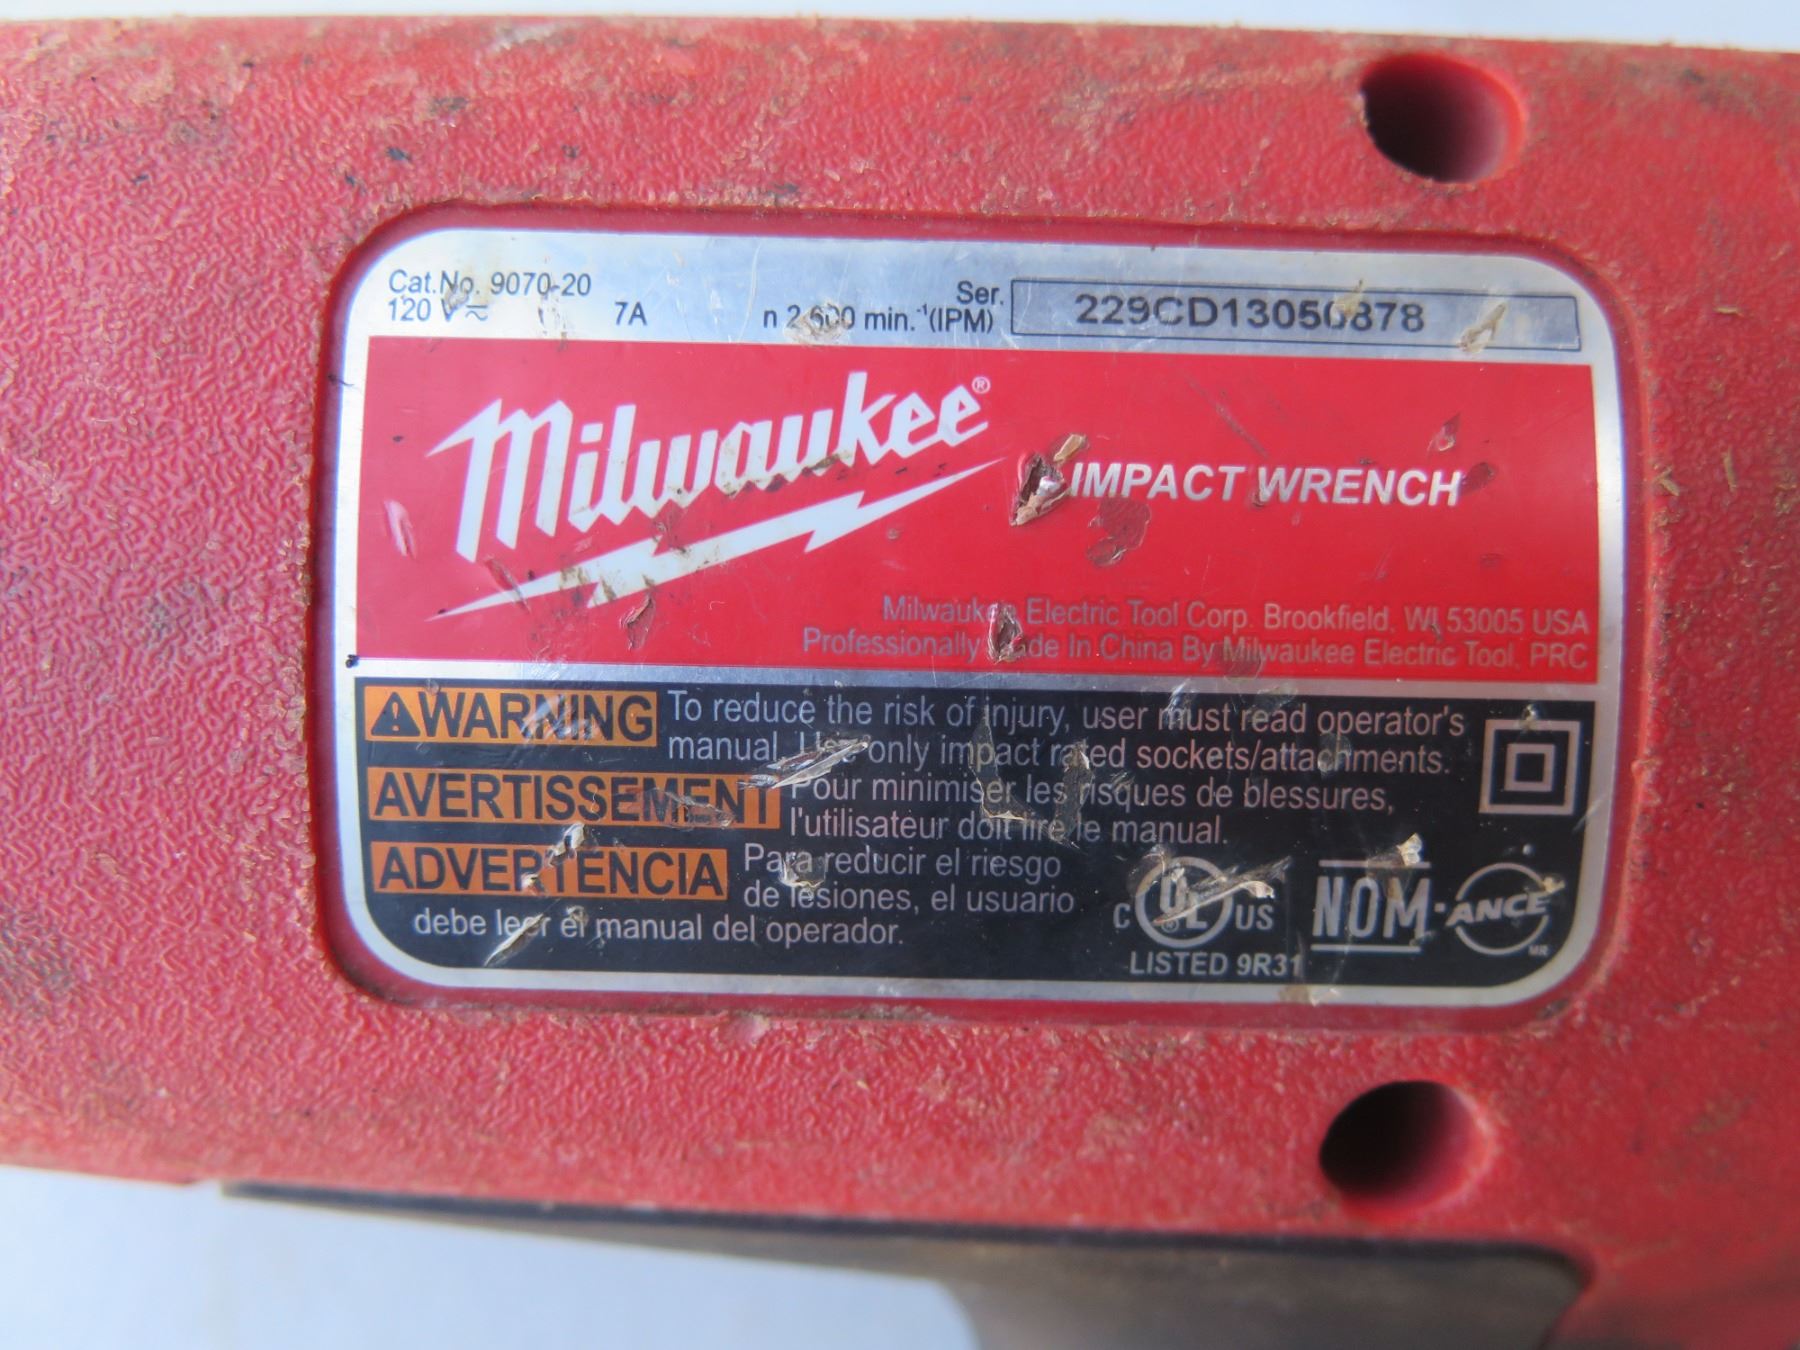 Cat.No. 9070-20
120 V ⎓ 7A n 2 600 min.⁻¹(IPM) Ser. 229CD13050878
Milwaukee®
IMPACT WRENCH
Milwaukee Electric Tool Corp. Brookfield, WI 53005 USA
Professionally Made In China By Milwaukee Electric Tool, PRC
WARNING To reduce the risk of injury, user must read operator's
manual. Use only impact rated sockets/attachments.
AVERTISSEMENT Pour minimiser les risques de blessures,
l'utilisateur doit lire le manual.
ADVERTENCIA Para reducir el riesgo
de lesiones, el usuario
debe leer el manual del operador.
C UL® US
LISTED 9R31
NOM-ANCE MR